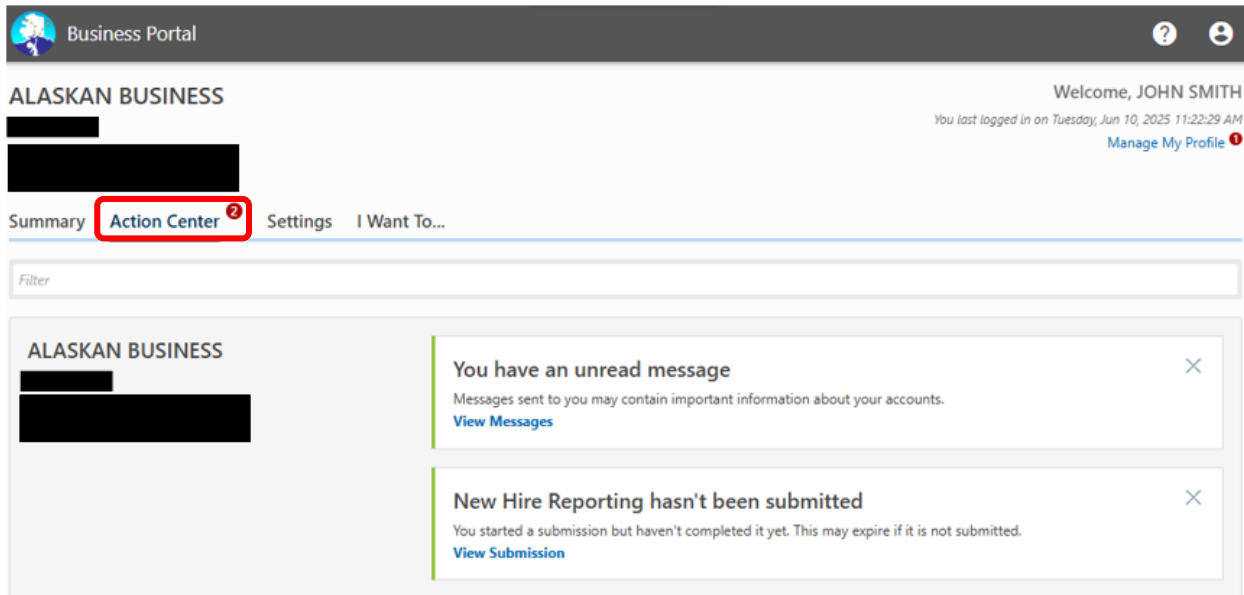 Business Portal
?
ALASKAN BUSINESS
Welcome, JOHN SMITH
You last logged in on Tuesday, Jun 10, 2025 11:22:29 AM
Manage My Profile 1
Summary Action Center 2 Settings I Want To...
Filter
ALASKAN BUSINESS
You have an unread message
Messages sent to you may contain important information about your accounts.
View Messages
New Hire Reporting hasn't been submitted
You started a submission but haven't completed it yet. This may expire if it is not submitted.
View Submission